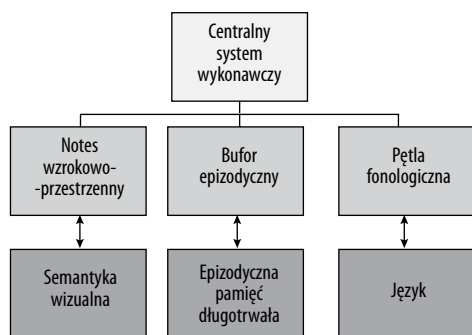 Centralny
system
wykonawczy
Notes
wzrokowo-
-przestrzenny
Bufor
epizodyczny
Pętla
fonologiczna
Semantyka
wizualna
Epizodyczna
pamięć
długotrwała
Język